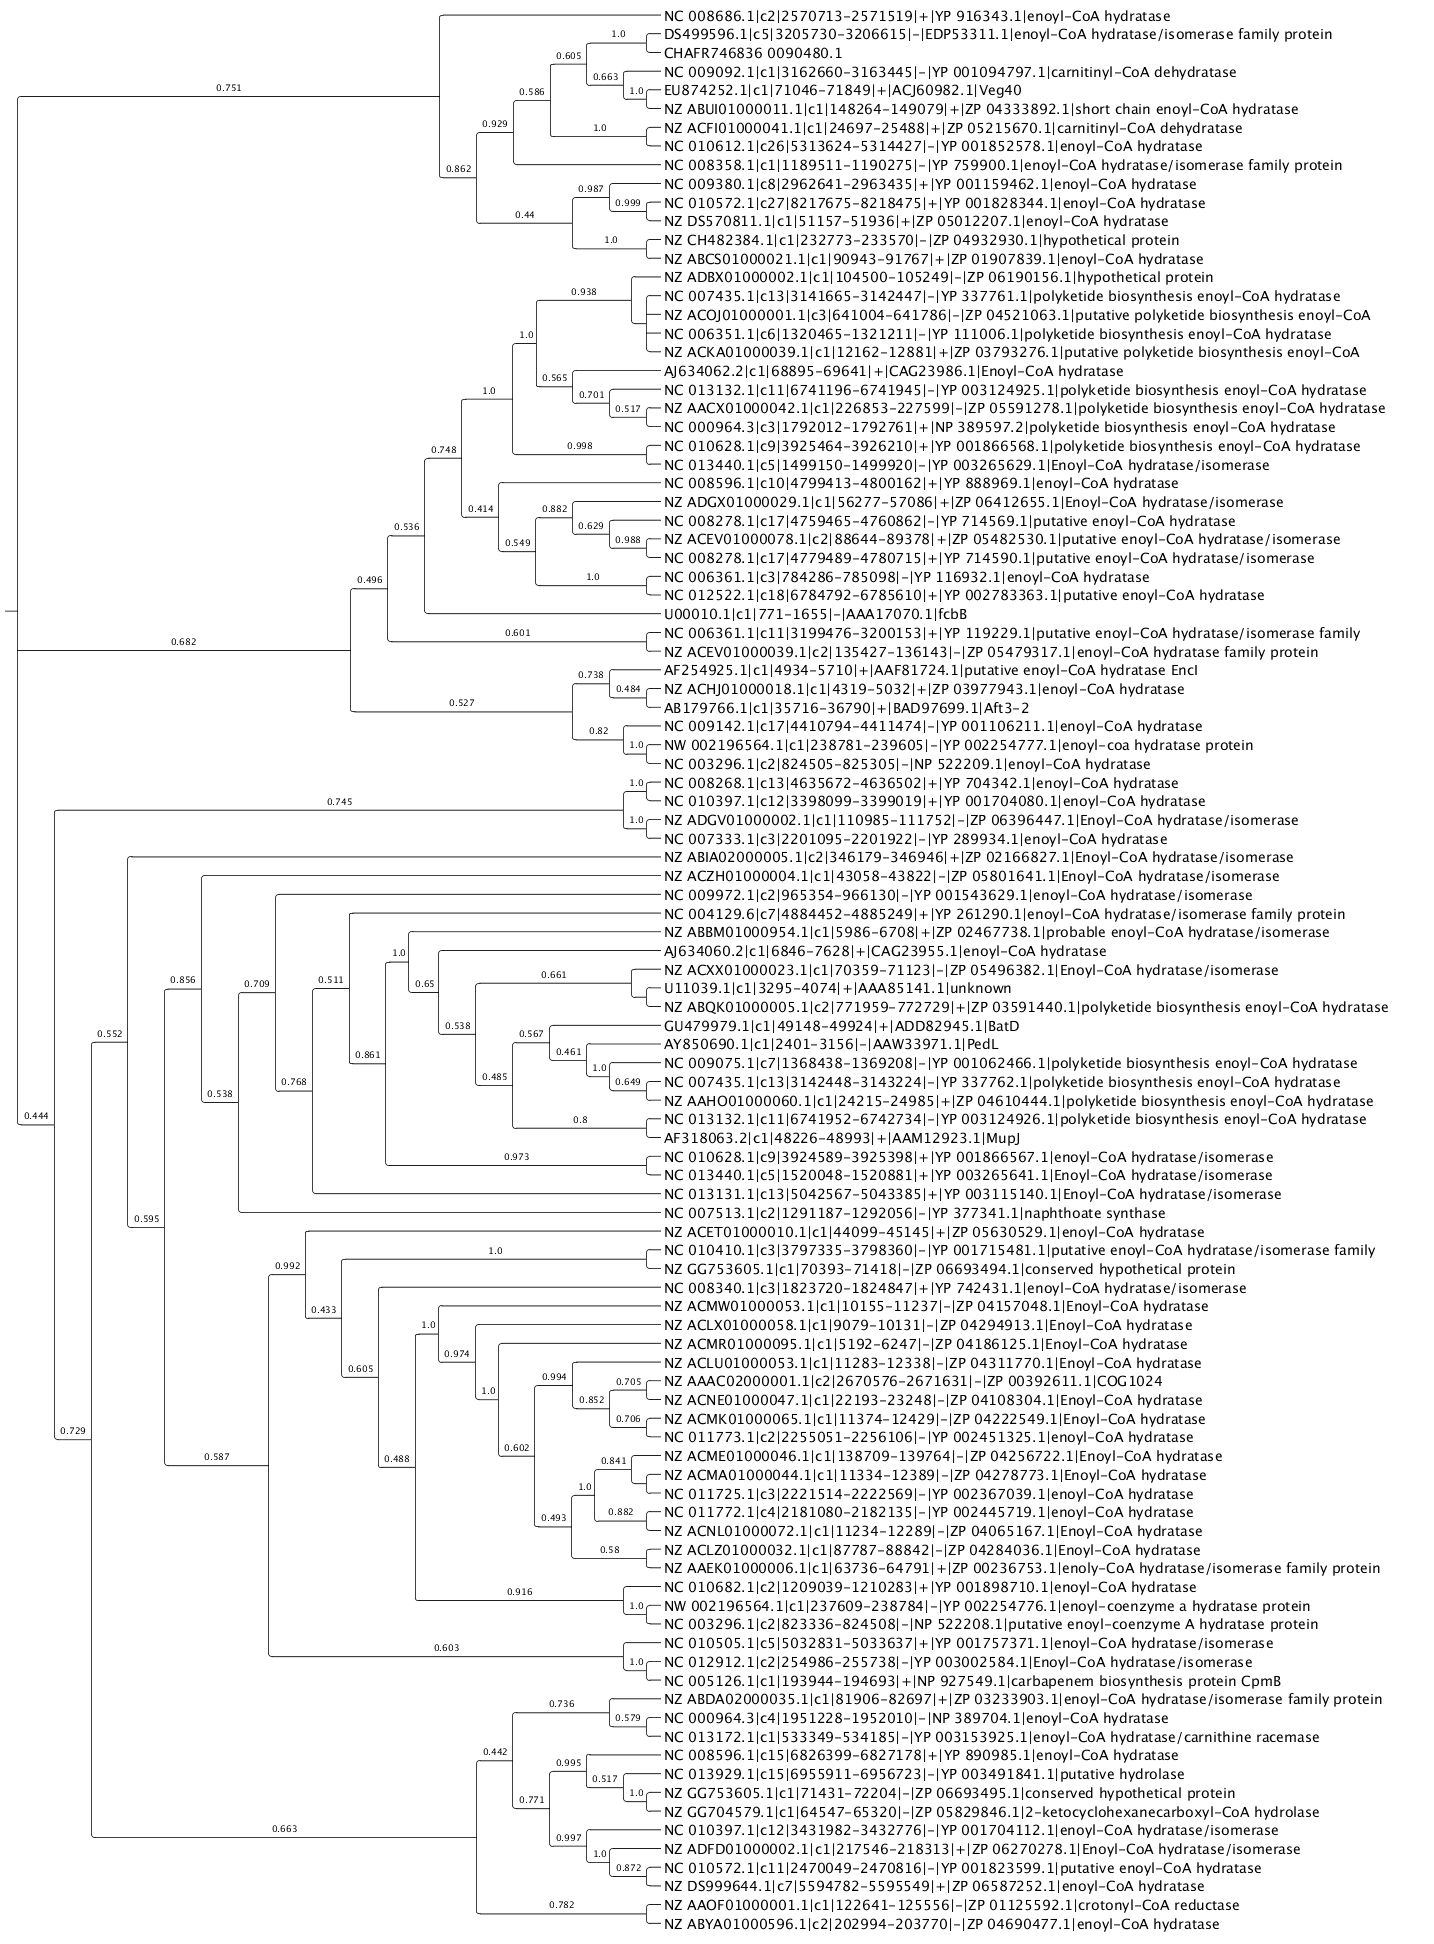 NC 008686.1|c2|2570713-2571519|+|YP 916343.1|enoyl-CoA hydratase
1.0
DS499596.1|c5|3205730-3206615|-|EDP53311.1|enoyl-CoA hydratase/isomerase family protein
CHAFR746836 0090480.1
0.605
NC 009092.1|c1|3162660-3163445|-|YP 001094797.1|carnitinyl-CoA dehydratase
0.663
0.751
EU874252.1|c1|71046-71849|+|ACJ60982.1|Veg40
0.586
1.0
NZ ABUI01000011.1|c1|148264-149079|+|ZP 04333892.1|short chain enoyl-CoA hydratase
0.929
1.0
NZ ACFI01000041.1|c1|24697-25488|+|ZP 05215670.1|carnitinyl-CoA dehydratase
NC 010612.1|c26|5313624-5314427|-|YP 001852578.1|enoyl-CoA hydratase
0.862
NC 008358.1|c1|1189511-1190275|-|YP 759900.1|enoyl-CoA hydratase/isomerase family protein
0.987
NC 009380.1|c8|2962641-2963435|+|YP 001159462.1|enoyl-CoA hydratase
0.999
NC 010572.1|c27|8217675-8218475|+|YP 001828344.1|enoyl-CoA hydratase
0.44
NZ DS570811.1|c1|51157-51936|+|ZP 05012207.1|enoyl-CoA hydratase
1.0
NZ CH482384.1|c1|232773-233570|-|ZP 04932930.1|hypothetical protein
NZ ABCS01000021.1|c1|90943-91767|+|ZP 01907839.1|enoyl-CoA hydratase
NZ ADBX01000002.1|c1|104500-105249|-|ZP 06190156.1|hypothetical protein
0.938
NC 007435.1|c13|3141665-3142447|-|YP 337761.1|polyketide biosynthesis enoyl-CoA hydratase
NZ ACOJ01000001.1|c3|641004-641786|-|ZP 04521063.1|putative polyketide biosynthesis enoyl-CoA
1.0
NC 006351.1|c6|1320465-1321211|-|YP 111006.1|polyketide biosynthesis enoyl-CoA hydratase
NZ ACKA01000039.1|c1|12162-12881|+|ZP 03793276.1|putative polyketide biosynthesis enoyl-CoA
0.565
AJ634062.2|c1|68895-69641|+|CAG23986.1|Enoyl-CoA hydratase
1.0
0.701
NC 013132.1|c11|6741196-6741945|-|YP 003124925.1|polyketide biosynthesis enoyl-CoA hydratase
0.517
NZ AACX01000042.1|c1|226853-227599|-|ZP 05591278.1|polyketide biosynthesis enoyl-CoA hydratase
NC 000964.3|c3|1792012-1792761|+|NP 389597.2|polyketide biosynthesis enoyl-CoA hydratase
0.748
0.998
NC 010628.1|c9|3925464-3926210|+|YP 001866568.1|polyketide biosynthesis enoyl-CoA hydratase
NC 013440.1|c5|1499150-1499920|-|YP 003265629.1|Enoyl-CoA hydratase/isomerase
NC 008596.1|c10|4799413-4800162|+|YP 888969.1|enoyl-CoA hydratase
0.414
0.882
NZ ADGX01000029.1|c1|56277-57086|+|ZP 06412655.1|Enoyl-CoA hydratase/isomerase
0.536
0.629
NC 008278.1|c17|4759465-4760862|-|YP 714569.1|putative enoyl-CoA hydratase
0.549
0.988
NZ ACEV01000078.1|c2|88644-89378|+|ZP 05482530.1|putative enoyl-CoA hydratase/isomerase
NC 008278.1|c17|4779489-4780715|+|YP 714590.1|putative enoyl-CoA hydratase/isomerase
0.496
1.0
NC 006361.1|c3|784286-785098|-|YP 116932.1|enoyl-CoA hydratase
NC 012522.1|c18|6784792-6785610|+|YP 002783363.1|putative enoyl-CoA hydratase
U00010.1|c1|771-1655|-|AAA17070.1|fcbB
0.682
0.601
NC 006361.1|c11|3199476-3200153|+|YP 119229.1|putative enoyl-CoA hydratase/isomerase family
NZ ACEV01000039.1|c2|135427-136143|-|ZP 05479317.1|enoyl-CoA hydratase family protein
0.738
AF254925.1|c1|4934-5710|+|AAF81724.1|putative enoyl-CoA hydratase EncI
0.484
NZ ACHJ01000018.1|c1|4319-5032|+|ZP 03977943.1|enoyl-CoA hydratase
0.527
AB179766.1|c1|35716-36790|+|BAD97699.1|Aft3-2
0.82
NC 009142.1|c17|4410794-4411474|-|YP 001106211.1|enoyl-CoA hydratase
1.0
NW 002196564.1|c1|238781-239605|-|YP 002254777.1|enoyl-coa hydratase protein
NC 003296.1|c2|824505-825305|-|NP 522209.1|enoyl-CoA hydratase
1.0
NC 008268.1|c13|4635672-4636502|+|YP 704342.1|enoyl-CoA hydratase
0.745
NC 010397.1|c12|3398099-3399019|+|YP 001704080.1|enoyl-CoA hydratase
1.0
NZ ADGV01000002.1|c1|110985-111752|-|ZP 06396447.1|Enoyl-CoA hydratase/isomerase
NC 007333.1|c3|2201095-2201922|-|YP 289934.1|enoyl-CoA hydratase
NZ ABIA02000005.1|c2|346179-346946|+|ZP 02166827.1|Enoyl-CoA hydratase/isomerase
NZ ACZH01000004.1|c1|43058-43822|-|ZP 05801641.1|Enoyl-CoA hydratase/isomerase
NC 009972.1|c2|965354-966130|-|YP 001543629.1|enoyl-CoA hydratase/isomerase
NC 004129.6|c7|4884452-4885249|+|YP 261290.1|enoyl-CoA hydratase/isomerase family protein
NZ ABBM01000954.1|c1|5986-6708|+|ZP 02467738.1|probable enoyl-CoA hydratase/isomerase
1.0
AJ634060.2|c1|6846-7628|+|CAG23955.1|enoyl-CoA hydratase
0.661
NZ ACXX01000023.1|c1|70359-71123|-|ZP 05496382.1|Enoyl-CoA hydratase/isomerase
0.856
0.709
0.511
0.65
U11039.1|c1|3295-4074|+|AAA85141.1|unknown
NZ ABQK01000005.1|c2|771959-772729|+|ZP 03591440.1|polyketide biosynthesis enoyl-CoA hydratase
0.538
GU479979.1|c1|49148-49924|+|ADD82945.1|BatD
0.552
0.567
AY850690.1|c1|2401-3156|-|AAW33971.1|PedL
0.861
0.461
NC 009075.1|c7|1368438-1369208|-|YP 001062466.1|polyketide biosynthesis enoyl-CoA hydratase
1.0
0.768
0.485
0.649
NC 007435.1|c13|3142448-3143224|-|YP 337762.1|polyketide biosynthesis enoyl-CoA hydratase
0.538
NZ AAHO01000060.1|c1|24215-24985|+|ZP 04610444.1|polyketide biosynthesis enoyl-CoA hydratase
0.444
0.8
NC 013132.1|c11|6741952-6742734|-|YP 003124926.1|polyketide biosynthesis enoyl-CoA hydratase
AF318063.2|c1|48226-48993|+|AAM12923.1|MupJ
0.973
NC 010628.1|c9|3924589-3925398|+|YP 001866567.1|enoyl-CoA hydratase/isomerase
NC 013440.1|c5|1520048-1520881|+|YP 003265641.1|Enoyl-CoA hydratase/isomerase
NC 013131.1|c13|5042567-5043385|+|YP 003115140.1|Enoyl-CoA hydratase/isomerase
0.595
NC 007513.1|c2|1291187-1292056|-|YP 377341.1|naphthoate synthase
NZ ACET01000010.1|c1|44099-45145|+|ZP 05630529.1|enoyl-CoA hydratase
0.992
1.0
NC 010410.1|c3|3797335-3798360|-|YP 001715481.1|putative enoyl-CoA hydratase/isomerase family
NZ GG753605.1|c1|70393-71418|-|ZP 06693494.1|conserved hypothetical protein
NC 008340.1|c3|1823720-1824847|+|YP 742431.1|enoyl-CoA hydratase/isomerase
0.433
NZ ACMW01000053.1|c1|10155-11237|-|ZP 04157048.1|Enoyl-CoA hydratase
1.0
NZ ACLX01000058.1|c1|9079-10131|-|ZP 04294913.1|Enoyl-CoA hydratase
0.974
NZ ACMR01000095.1|c1|5192-6247|-|ZP 04186125.1|Enoyl-CoA hydratase
0.605
NZ ACLU01000053.1|c1|11283-12338|-|ZP 04311770.1|Enoyl-CoA hydratase
1.0
0.994
0.705
NZ AAAC02000001.1|c2|2670576-2671631|-|ZP 00392611.1|COG1024
0.852
NZ ACNE01000047.1|c1|22193-23248|-|ZP 04108304.1|Enoyl-CoA hydratase
0.706
NZ ACMK01000065.1|c1|11374-12429|-|ZP 04222549.1|Enoyl-CoA hydratase
0.729
NC 011773.1|c2|2255051-2256106|-|YP 002451325.1|enoyl-CoA hydratase
0.587
0.488
0.602
NZ ACME01000046.1|c1|138709-139764|-|ZP 04256722.1|Enoyl-CoA hydratase
0.841
NZ ACMA01000044.1|c1|11334-12389|-|ZP 04278773.1|Enoyl-CoA hydratase
1.0
NC 011725.1|c3|2221514-2222569|-|YP 002367039.1|enoyl-CoA hydratase
0.493
0.882
NC 011772.1|c4|2181080-2182135|-|YP 002445719.1|enoyl-CoA hydratase
NZ ACNL01000072.1|c1|11234-12289|-|ZP 04065167.1|Enoyl-CoA hydratase
0.58
NZ ACLZ01000032.1|c1|87787-88842|-|ZP 04284036.1|Enoyl-CoA hydratase
NZ AAEK01000006.1|c1|63736-64791|+|ZP 00236753.1|enoly-CoA hydratase/isomerase family protein
0.916
NC 010682.1|c2|1209039-1210283|+|YP 001898710.1|enoyl-CoA hydratase
1.0
NW 002196564.1|c1|237609-238784|-|YP 002254776.1|enoyl-coenzyme a hydratase protein
NC 003296.1|c2|823336-824508|-|NP 522208.1|putative enoyl-coenzyme A hydratase protein
0.603
NC 010505.1|c5|5032831-5033637|+|YP 001757371.1|enoyl-CoA hydratase/isomerase
1.0
NC 012912.1|c2|254986-255738|-|YP 003002584.1|Enoyl-CoA hydratase/isomerase
NC 005126.1|c1|193944-194693|+|NP 927549.1|carbapenem biosynthesis protein CpmB
0.736
NZ ABDA02000035.1|c1|81906-82697|+|ZP 03233903.1|enoyl-CoA hydratase/isomerase family protein
0.579
NC 000964.3|c4|1951228-1952010|-|NP 389704.1|enoyl-CoA hydratase
NC 013172.1|c1|533349-534185|-|YP 003153925.1|enoyl-CoA hydratase/carnithine racemase
0.442
NC 008596.1|c15|6826399-6827178|+|YP 890985.1|enoyl-CoA hydratase
0.995
NC 013929.1|c15|6955911-6956723|-|YP 003491841.1|putative hydrolase
0.517
1.0
NZ GG753605.1|c1|71431-72204|-|ZP 06693495.1|conserved hypothetical protein
0.771
NZ GG704579.1|c1|64547-65320|-|ZP 05829846.1|2-ketocyclohexanecarboxyl-CoA hydrolase
0.663
NC 010397.1|c12|3431982-3432776|-|YP 001704112.1|enoyl-CoA hydratase/isomerase
0.997
NZ ADFD01000002.1|c1|217546-218313|+|ZP 06270278.1|Enoyl-CoA hydratase/isomerase
1.0
0.872
NC 010572.1|c11|2470049-2470816|-|YP 001823599.1|putative enoyl-CoA hydratase
NZ DS999644.1|c7|5594782-5595549|+|ZP 06587252.1|enoyl-CoA hydratase
0.782
NZ AAOF01000001.1|c1|122641-125556|-|ZP 01125592.1|crotonyl-CoA reductase
NZ ABYA01000596.1|c2|202994-203770|-|ZP 04690477.1|enoyl-CoA hydratase